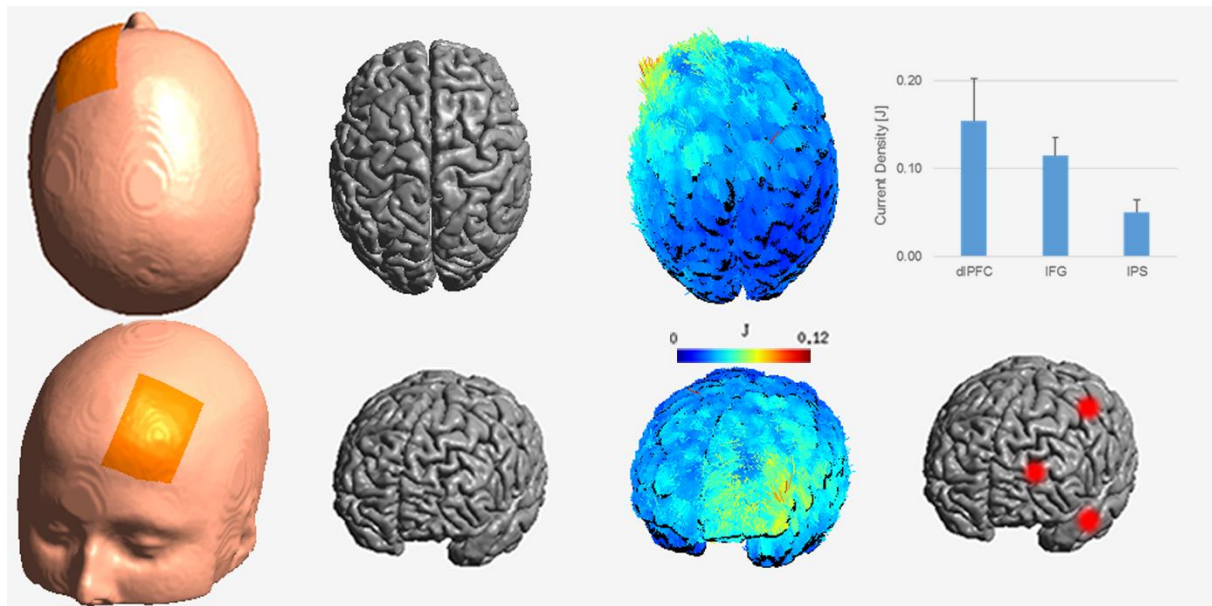 0.20
0.10
0.00
Current Density [J]
dlPFC IFG IPS
J
0 0.12